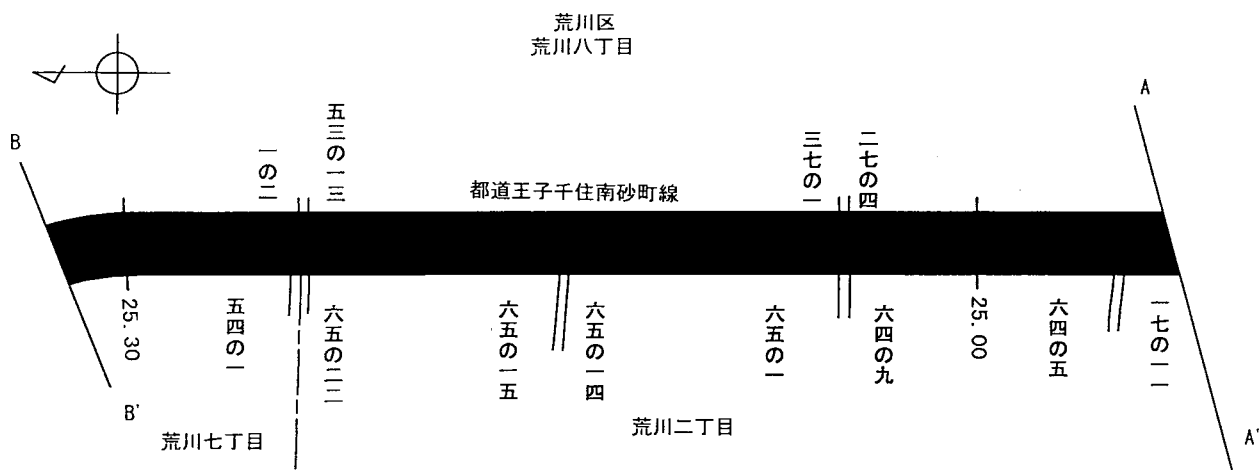 荒川区
荒川八丁目
A
B
一の二
五三の一三
都道王子千住南砂町線
三七の一
二七の四
25.30
五四の一
六五の二二
六五の一五
六五の一四
六五の一
六四の九
25.00
六四の五
一七の一一
B'
荒川七丁目
荒川二丁目
A'